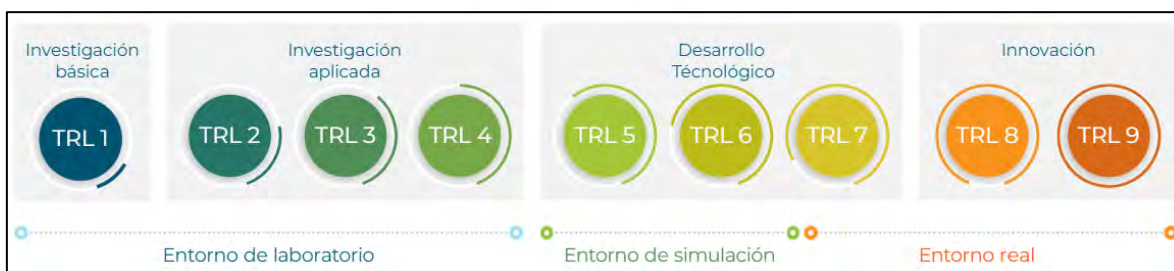 Investigación
básica
Investigación
aplicada
Desarrollo
Técnológico
Innovación
TRL 1
TRL 2
TRL 3
TRL 4
TRL 5
TRL 6
TRL 7
TRL 8
TRL 9
Entorno de laboratorio
Entorno de simulación
Entorno real